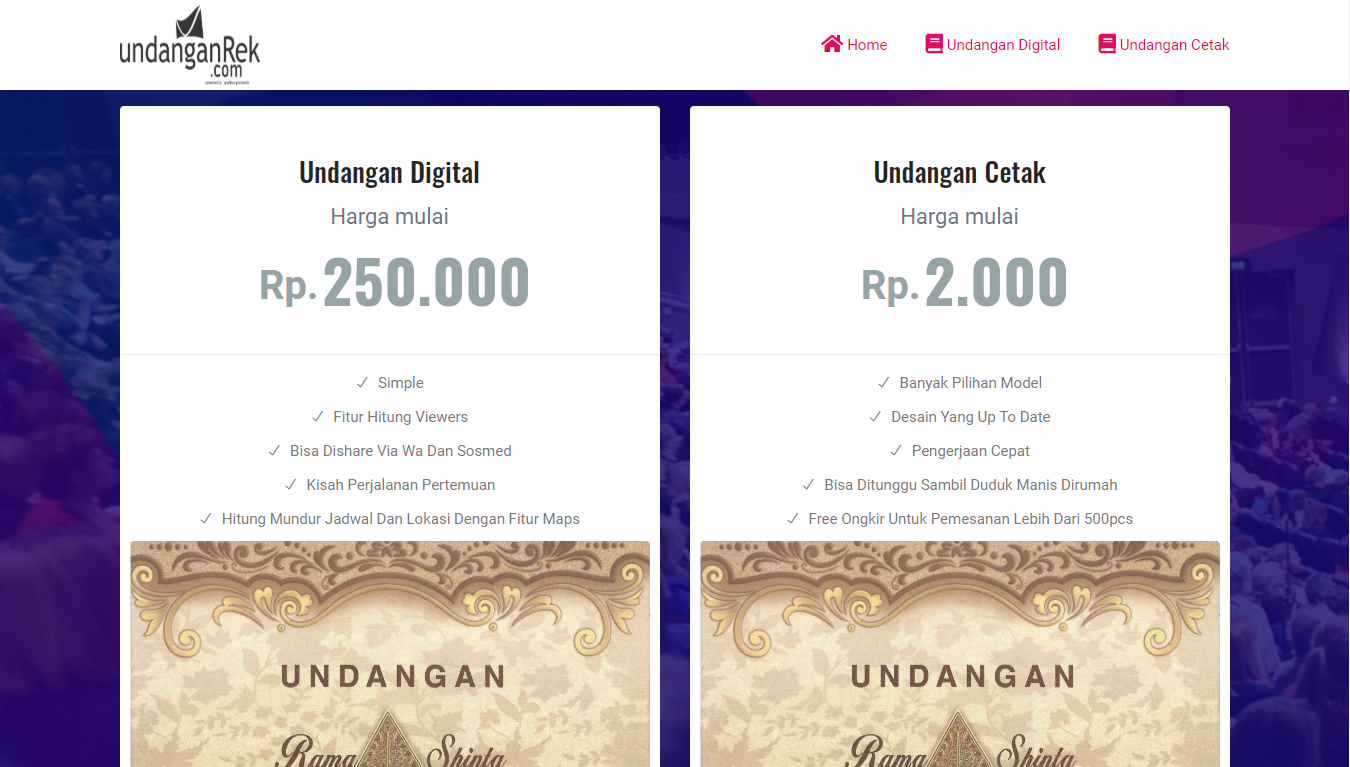 undanganRek
.com
Home
Undangan Digital
Undangan Cetak
Undangan Digital
Harga mulai
Rp. 250.000
Simple
Fitur Hitung Viewers
Bisa Dishare Via Wa Dan Sosmed
Kisah Perjalanan Pertemuan
Hitung Mundur Jadwal Dan Lokasi Dengan Fitur Maps
UNDANGAN
Rama Shinta
Undangan Cetak
Harga mulai
Rp. 2.000
Banyak Pilihan Model
Desain Yang Up To Date
Pengerjaan Cepat
Bisa Ditunggu Sambil Duduk Manis Dirumah
Free Ongkir Untuk Pemesanan Lebih Dari 500pcs
UNDANGAN
Rama Shinta